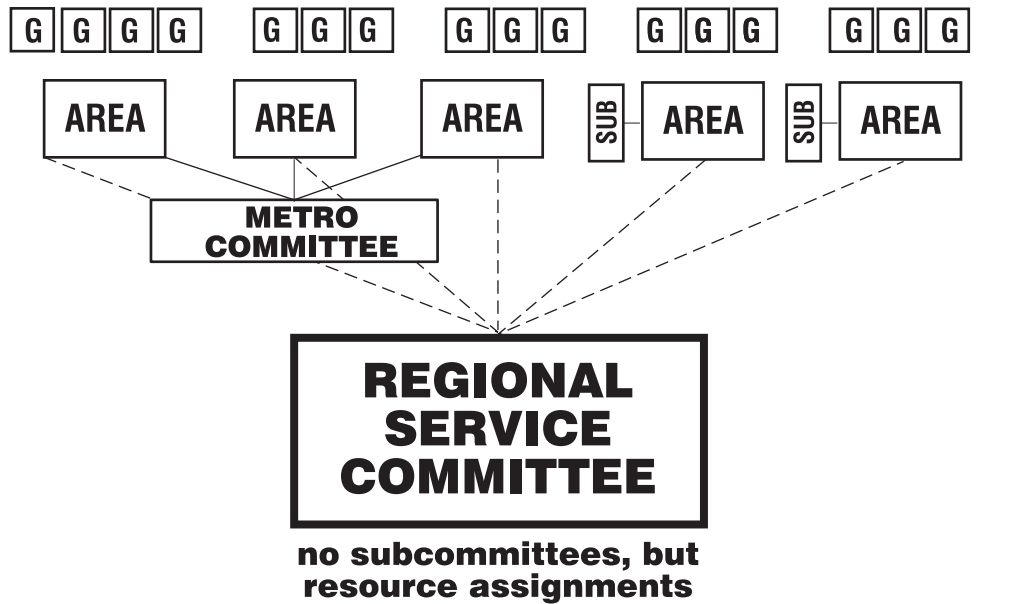 G G G G G G G G G G G G G G G G
AREA AREA AREA SUB AREA SUB AREA
METRO
COMMITTEE
REGIONAL
SERVICE
COMMITTEE
no subcommittees, but
resource assignments